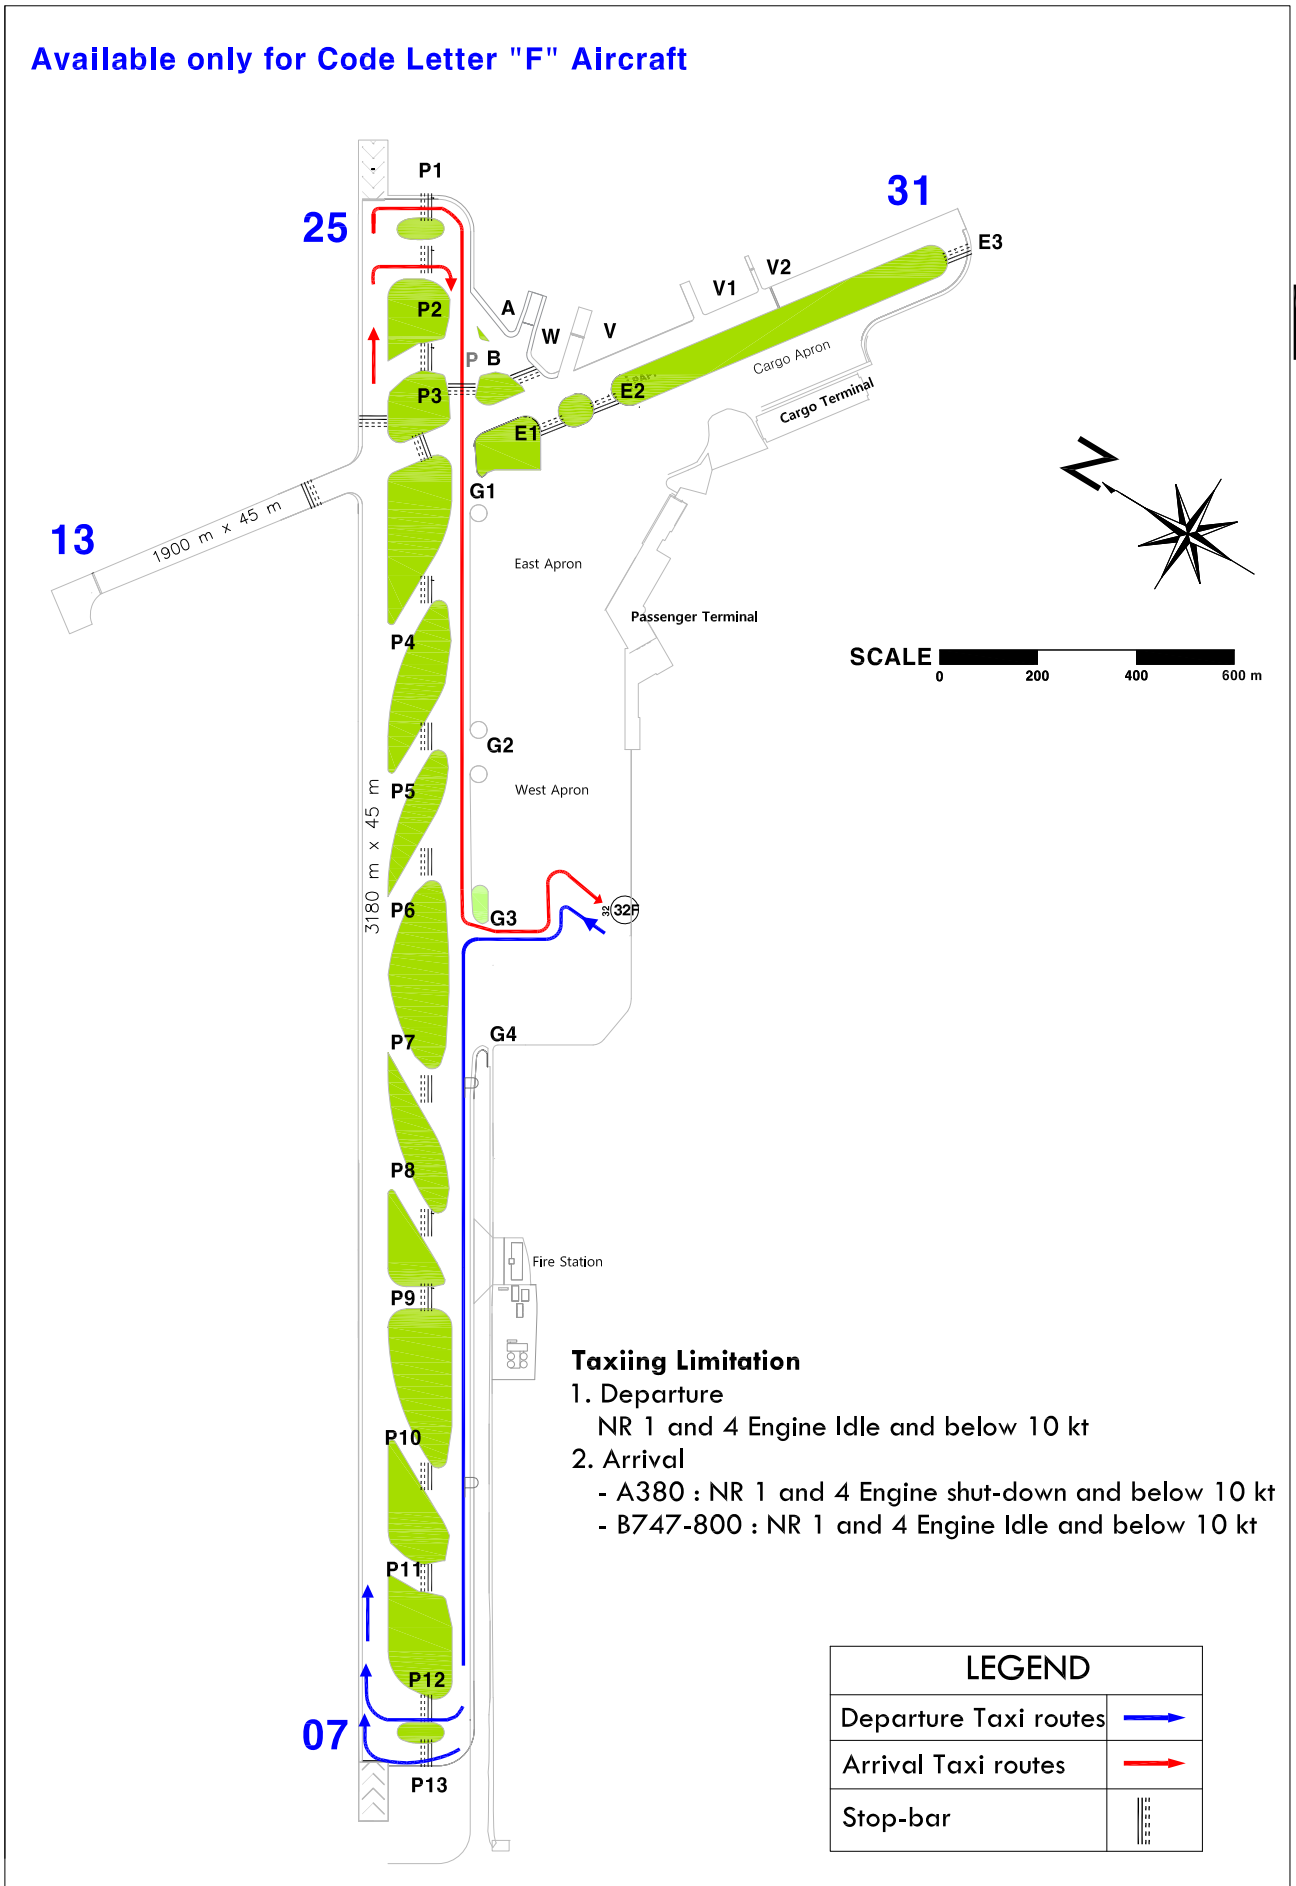 Available only for Code Letter "F" Aircraft
P1
31
25
E3
V2
V1
A
P2
W
V
P
B
Cargo Apron
P3
E2
Cargo Terminal
E1
G1
13
1900 m x 45 m
East Apron
Passenger Terminal
P4
SCALE
0
200
400
600 m
G2
P5
West Apron
3180 m x 45 m
P6
32
32F
G3
G4
P7
P8
Fire Station
P9
Taxiing Limitation
1. Departure
NR 1 and 4 Engine Idle and below 10 kt
2. Arrival
- A380 : NR 1 and 4 Engine shut-down and below 10 kt
- B747-800 : NR 1 and 4 Engine Idle and below 10 kt
P10
P11
P12
07
P13
LEGEND
Departure Taxi routes
Arrival Taxi routes
Stop-bar